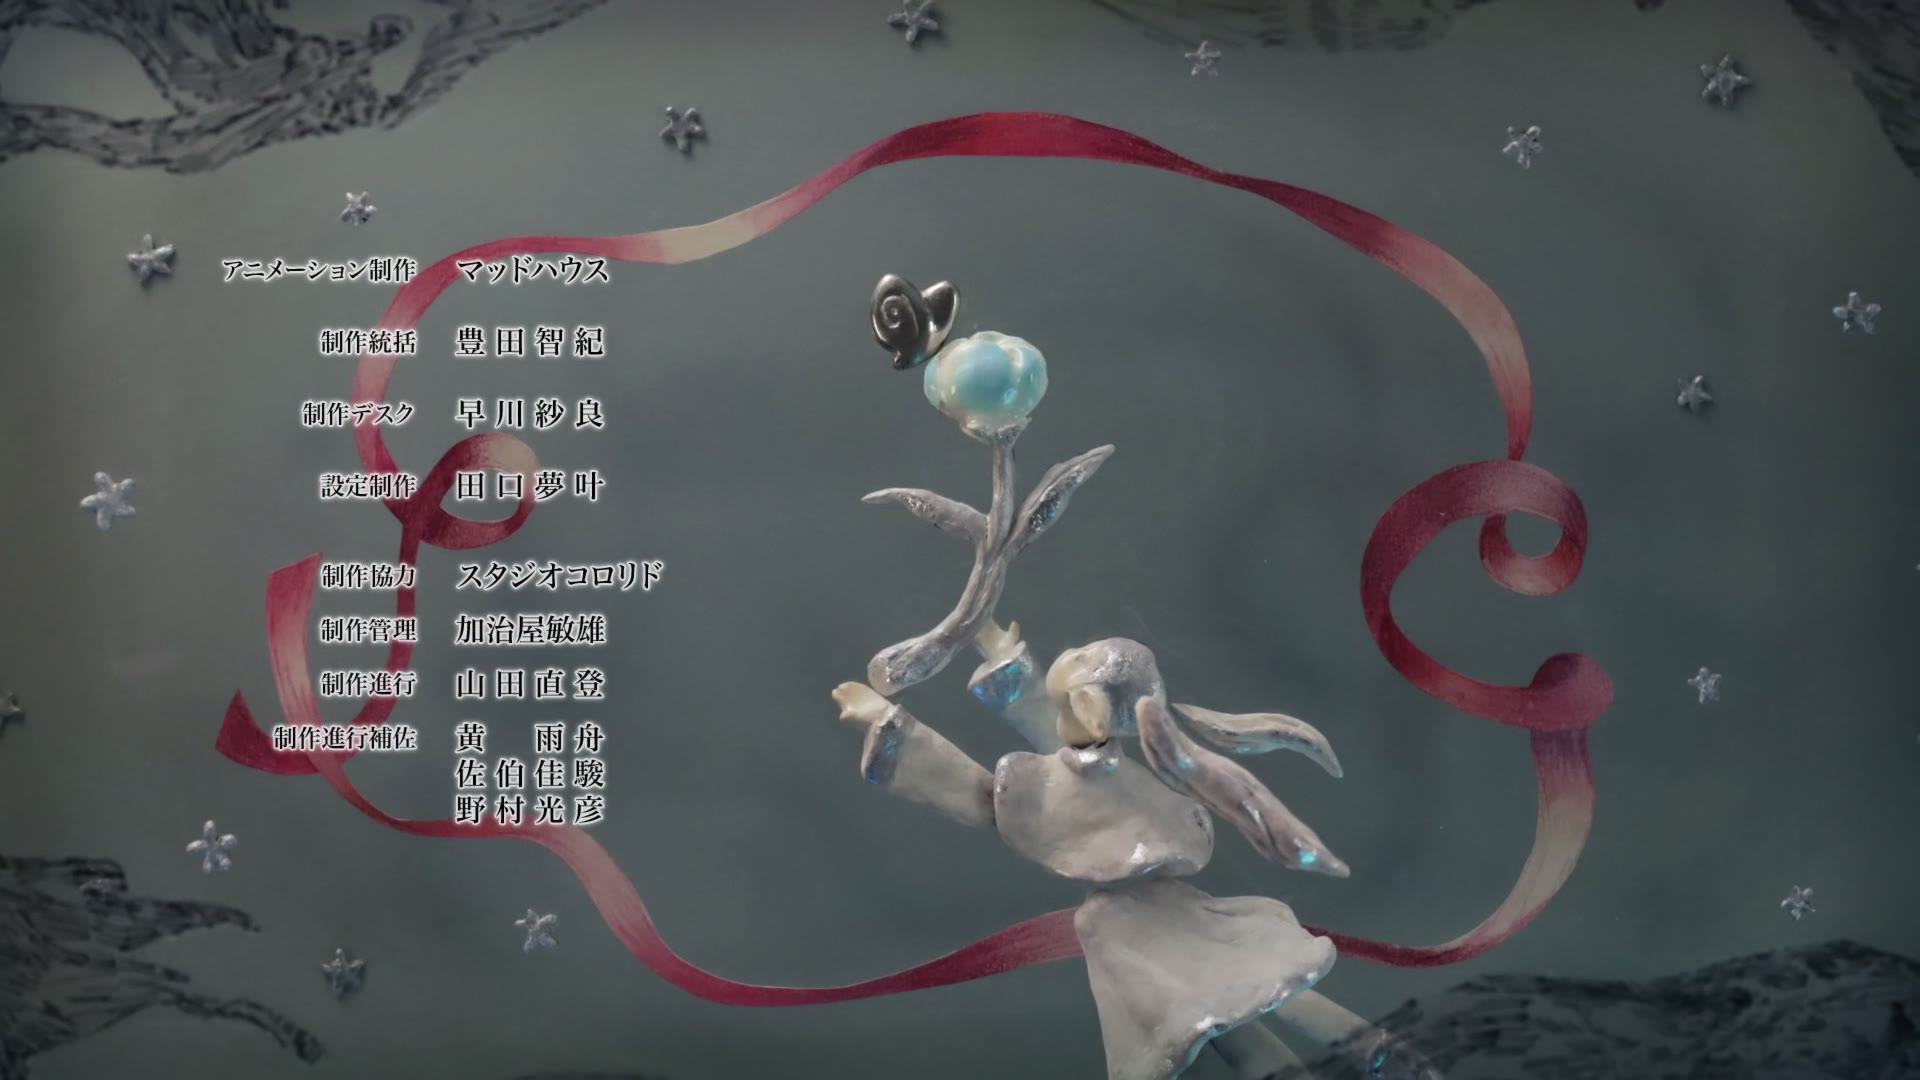 アニメーション制作 マッドハウス
制作統括 豊田智紀
制作デスク 早川紗良
設定制作 田口夢叶
制作協力 スタジオコロリド
制作管理 加治屋敏雄
制作進行 山田直登
制作進行補佐 黄 雨舟
佐伯佳駿
野村光彦